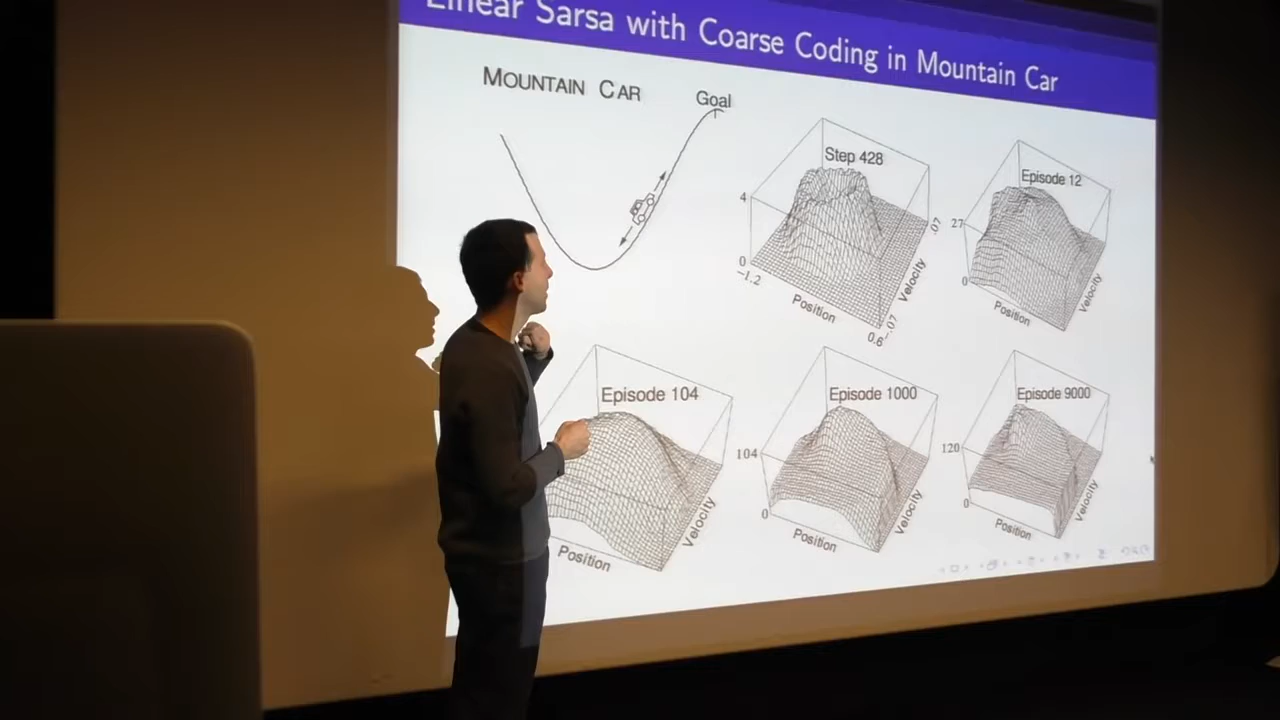 Linear Sarsa with Coarse Coding in Mountain Car
MOUNTAIN CAR
Goal
Step 428
4
0
-1.2
Position
0.6
-.07
Velocity
.07
Episode 12
27
0
Position
Velocity
Episode 104
Position
Velocity
Episode 1000
104
0
Position
Velocity
Episode 9000
120
0
Position
Velocity